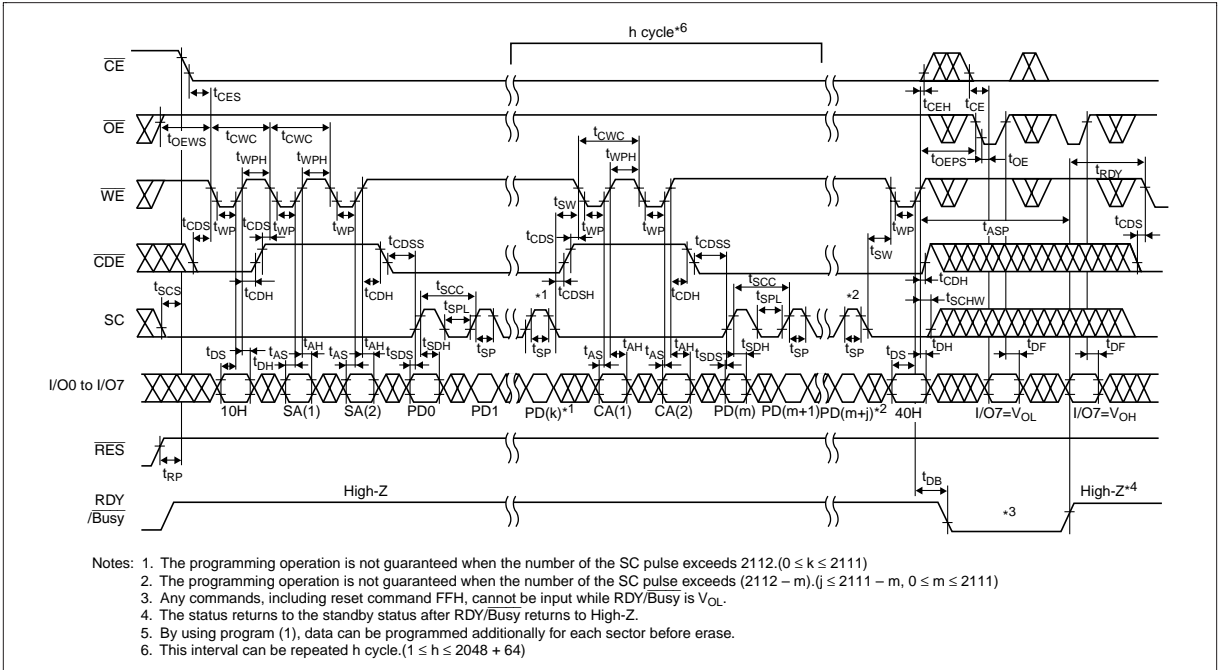 h cycle*6
CE
tCES
tCEH
tCE
OE
tOEWS
tCWC
tCWC
tCWC
tOEPS
tOE
tWPH
tWPH
tWPH
tRDY
WE
tCDS
tWP
tCDS
tWP
tWP
tSW
tCDS
tWP
tWP
tSW
tWP
tASP
tCDS
CDE
tCDH
tCDH
tCDSS
tCDSH
tCDH
tCDSS
tCDH
tSCS
tSCC
*1
tSCC
*2
tSCHW
SC
tSPL
tSP
tSP
tSPL
tSP
tSP
tDS
tDH
tAS
tAH
tAS
tAH
tSDS
tSDH
tAS
tAH
tAS
tAH
tSDS
tSDH
tDS
tDH
tDF
tDF
I/O0 to I/O7
10H
SA(1)
SA(2)
PD0
PD1
PD(k)*1
CA(1)
CA(2)
PD(m)
PD(m+1)
PD(m+j)*2
40H
I/O7=VOL
I/O7=VOH
RES
tRP
RDY
/Busy
High-Z
tDB
*3
High-Z*4
Notes: 1. The programming operation is not guaranteed when the number of the SC pulse exceeds 2112.(0 ≤ k ≤ 2111)
2. The programming operation is not guaranteed when the number of the SC pulse exceeds (2112 – m).(j ≤ 2111 – m, 0 ≤ m ≤ 2111)
3. Any commands, including reset command FFH, cannot be input while RDY/Busy is VOL.
4. The status returns to the standby status after RDY/Busy returns to High-Z.
5. By using program (1), data can be programmed additionally for each sector before erase.
6. This interval can be repeated h cycle.(1 ≤ h ≤ 2048 + 64)